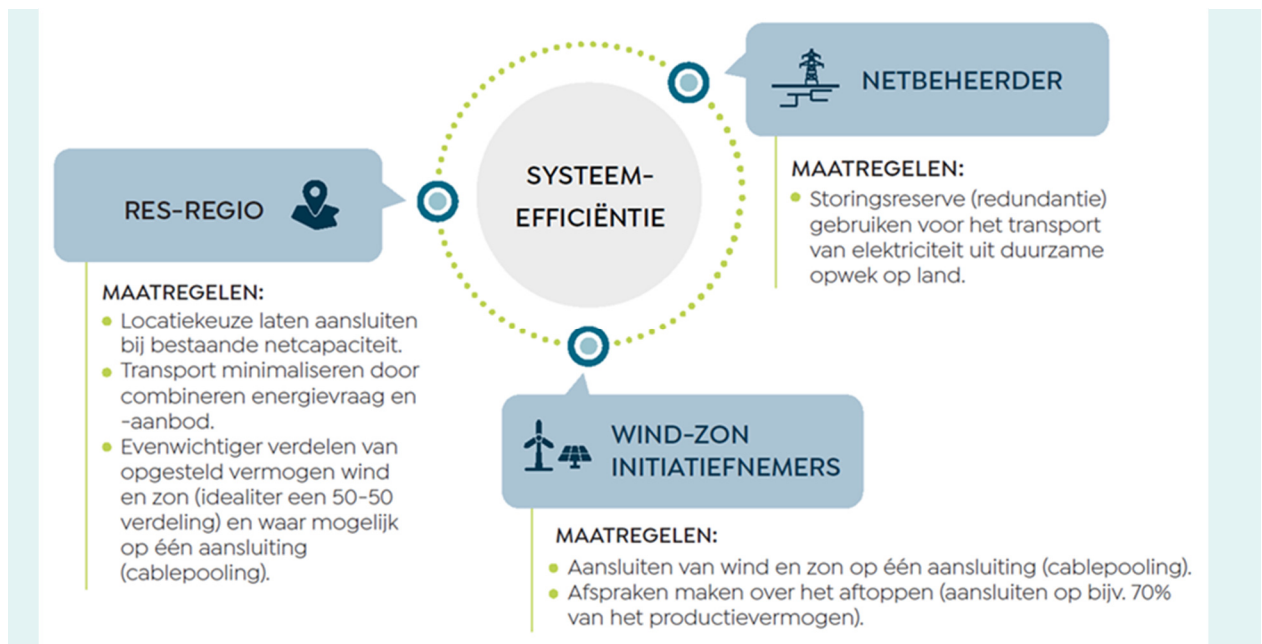 SYSTEEM-
EFFICIËNTIE
NETBEHEERDER
MAATREGELEN:
• Storingsreserve (redundantie)
gebruiken voor het transport
van elektriciteit uit duurzame
opwek op land.
RES-REGIO
MAATREGELEN:
• Locatiekeuze laten aansluiten
bij bestaande netcapaciteit.
• Transport minimaliseren door
combineren energievraag en
-aanbod.
• Evenwichtiger verdelen van
opgesteld vermogen wind
en zon (idealiter een 50-50
verdeling) en waar mogelijk
op één aansluiting
(cablepooling).
WIND-ZON
INITIATIEFNEMERS
MAATREGELEN:
• Aansluiten van wind en zon op één aansluiting (cablepooling).
• Afspraken maken over het aftoppen (aansluiten op bijv. 70%
van het productievermogen).